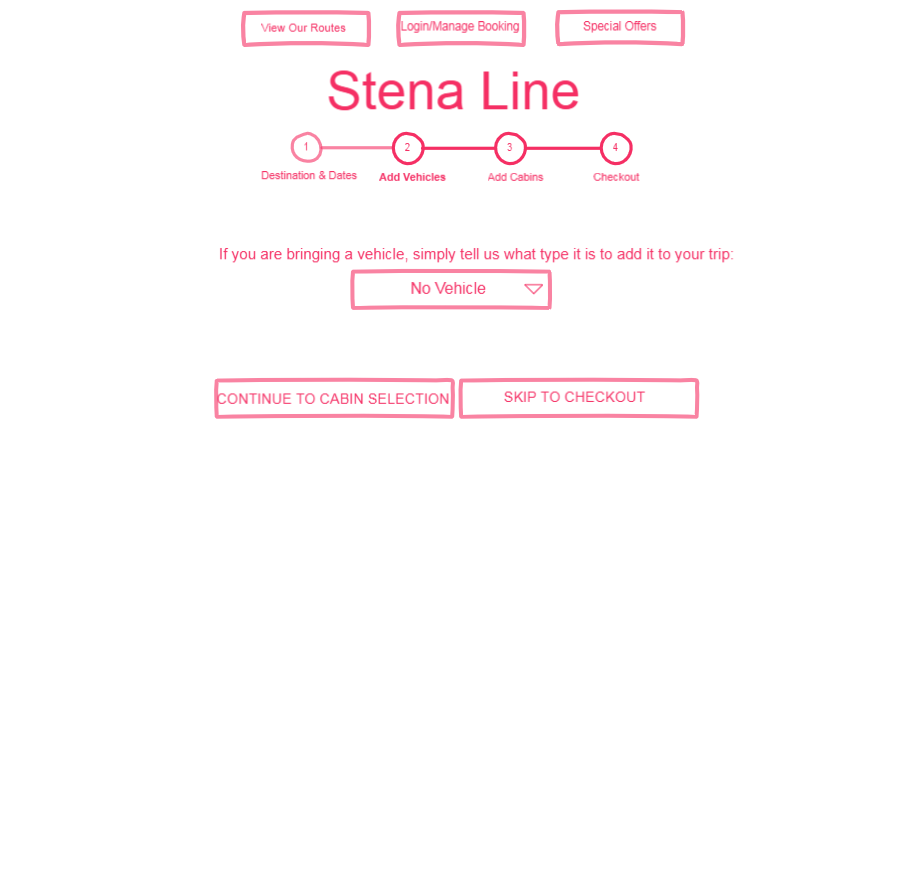 View Our Routes
Login/Manage Booking
Special Offers
Stena Line
1
2
3
4
Destination & Dates
Add Vehicles
Add Cabins
Checkout
If you are bringing a vehicle, simply tell us what type it is to add it to your trip:
No Vehicle
CONTINUE TO CABIN SELECTION
SKIP TO CHECKOUT